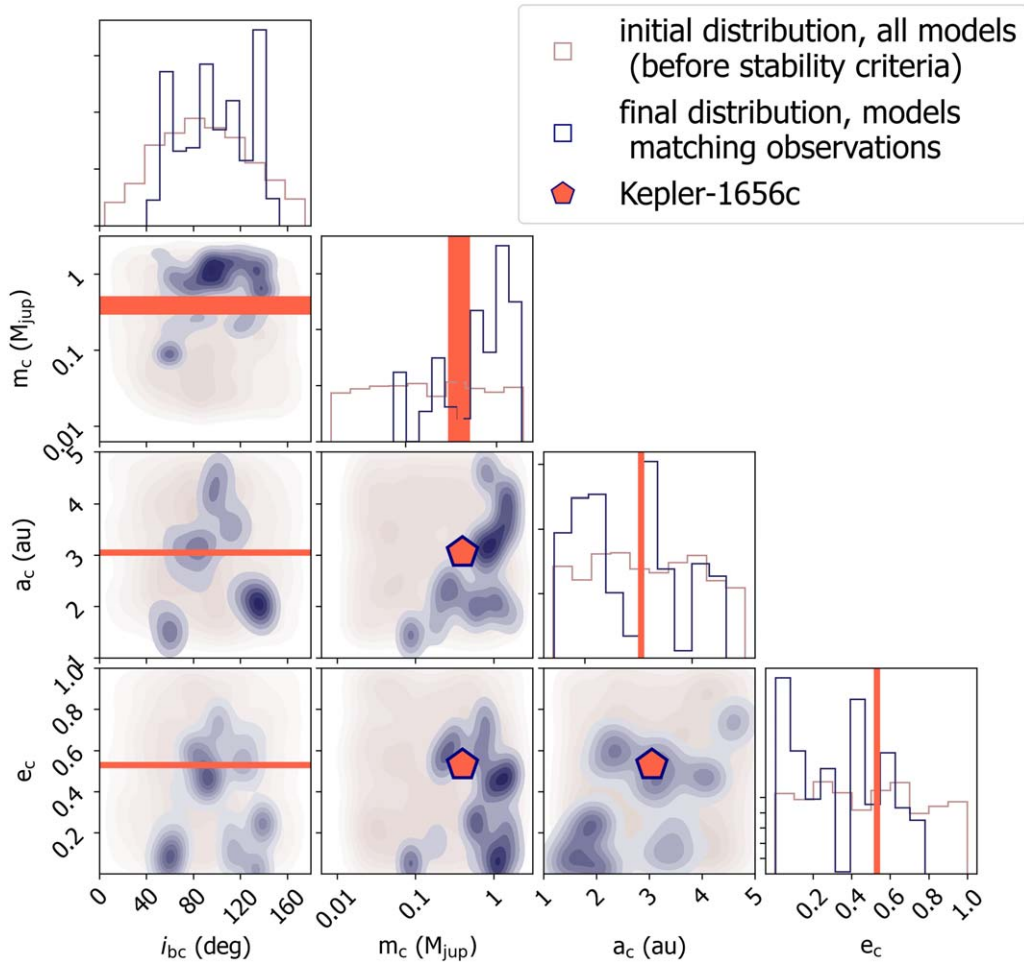 initial distribution, all models
(before stability criteria)
final distribution, models
matching observations
Kepler-1656c
m_c (M_jup)
1
0.1
0.01
a_c (au)
5
4
3
2
1
e_c
1.0
0.8
0.6
0.4
0.2
0 40 80 120 160
0.01 0.1 1
1 2 3 4 5
0.2 0.4 0.6 0.8 1.0
i_bc (deg)
m_c (M_jup)
a_c (au)
e_c